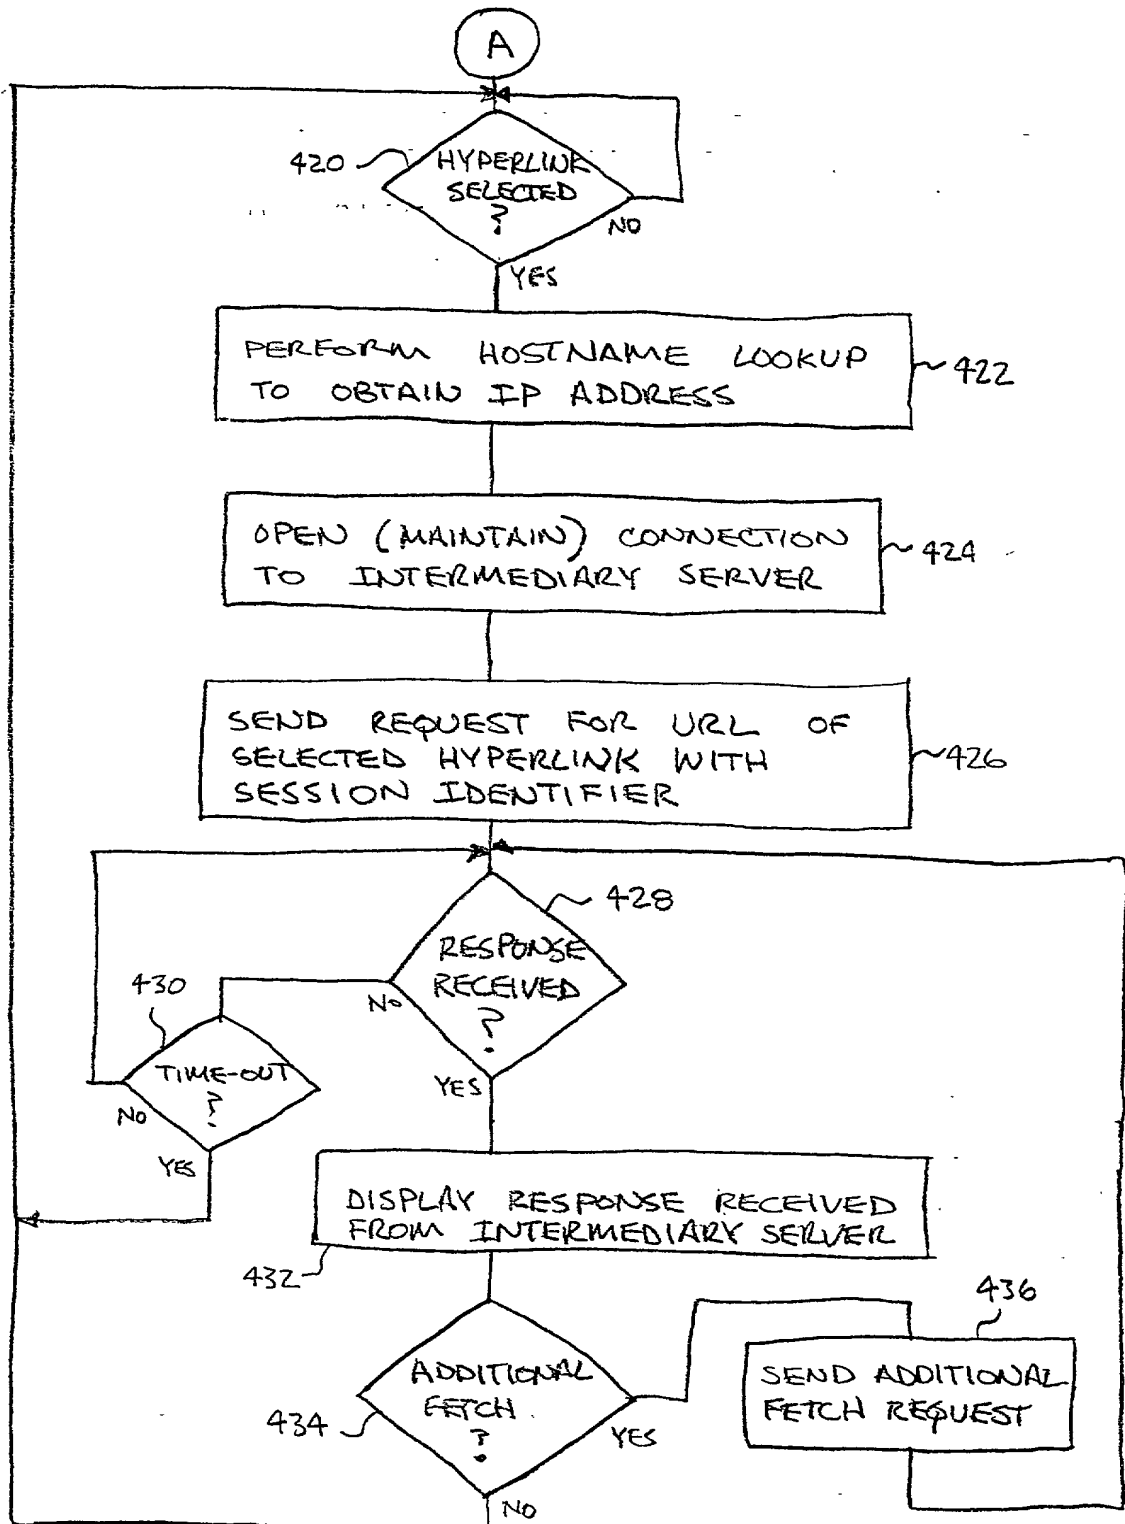 A
420
HYPERLINK
SELECTED
?
NO
YES
PERFORM HOSTNAME LOOKUP
TO OBTAIN IP ADDRESS
422
OPEN (MAINTAIN) CONNECTION
TO INTERMEDIARY SERVER
424
SEND REQUEST FOR URL OF
SELECTED HYPERLINK WITH
SESSION IDENTIFIER
426
428
RESPONSE
RECEIVED
?
NO
YES
430
TIME-OUT
?
NO
YES
DISPLAY RESPONSE RECEIVED
FROM INTERMEDIARY SERVER
432
ADDITIONAL
FETCH
?
434
YES
NO
436
SEND ADDITIONAL
FETCH REQUEST